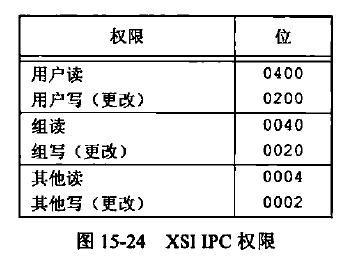 权限 位
用户读 0400
用户写（更改） 0200
组读 0040
组写（更改） 0020
其他读 0004
其他写（更改） 0002
图 15-24 XSI IPC 权限